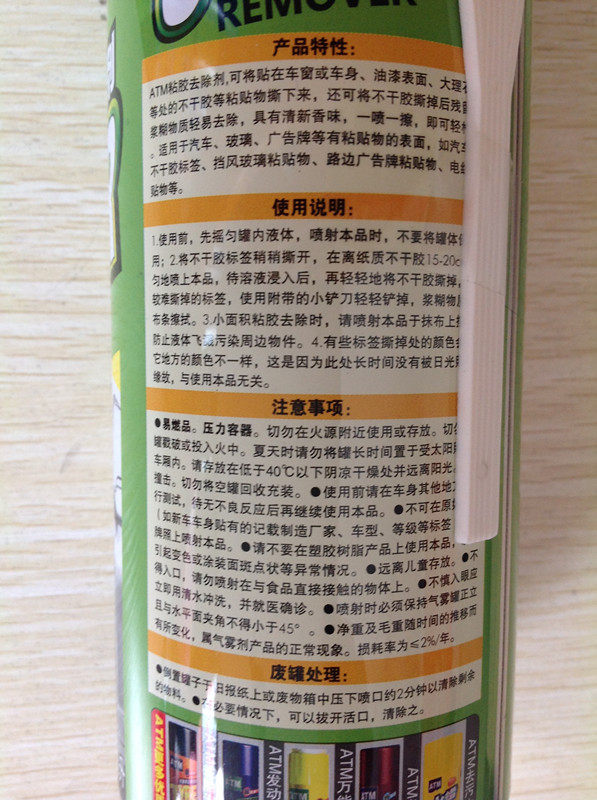 REMOVER
产品特性：
ATM粘胶去除剂,可将贴在车窗或车身、油漆表面、大理石
等处的不干胶等粘贴物撕下来，还可将不干胶撕掉后残留
浆糊物质轻易去除，具有清新香味，一喷一擦，即可轻松
。适用于汽车、玻璃、广告牌等有粘贴物的表面，如汽车
不干胶标签、挡风玻璃粘贴物、路边广告牌粘贴物、电线
贴物等。
使用说明：
1.使用前，先摇匀罐内液体，喷射本品时，不要将罐体
用；2.将不干胶标签稍稍撕开，在离纸质不干胶15-20c
匀地喷上本品，待溶液浸入后，再轻轻地将不干胶撕掉，
较难撕掉的标签，使用附带的小铲刀轻轻铲掉，浆糊物质
布条擦拭。3.小面积粘胶去除时，请喷射本品于抹布上
防止液体飞溅污染周边物件。4.有些标签撕掉处的颜色
它地方的颜色不一样，这是因为此处长时间没有被日光
缘故，与使用本品无关。
注意事项：
●易燃品。压力容器。切勿在火源附近使用或存放。切勿
罐戳破或投入火中。夏天时请勿将罐长时间置于受太阳
车厢内。请存放在低于40℃以下阴凉干燥处并远离阳光。
撞击。切勿将空罐回收充装。●使用前请在车身其他地方
行测试，待无不良反应后再继续使用本品。●不可在原
（如新车车身贴有的记载制造厂家、车型、等级等标签
牌照上喷射本品。●请不要在塑胶树脂产品上使用本品，
引起变色或涂装面斑点状等异常情况。●远离儿童存放。●不
得入口，请勿喷射在与食品直接接触的物体上。●不慎入眼应
立即用清水冲洗，并就医确诊。●喷射时必须保持气雾罐正立
且与水平面夹角不得小于45°。●净重及毛重随时间的推移而
有所变化，属气雾剂产品的正常现象。损耗率为≤2%/年。
废罐处理：
●倒置罐子于旧报纸上或废物箱中压下喷口约2分钟以清除剩余
的物料。●在必要情况下，可以拔开活口，清除之。
ATM发动
ATM万能
ATM去污